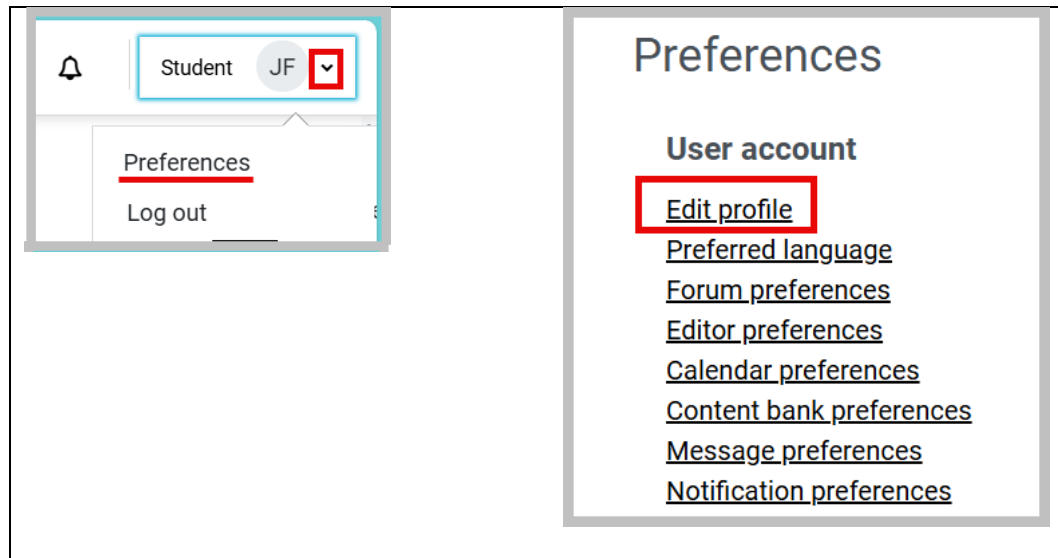 Student JF
Preferences
Log out
Preferences
User account
Edit profile
Preferred language
Forum preferences
Editor preferences
Calendar preferences
Content bank preferences
Message preferences
Notification preferences